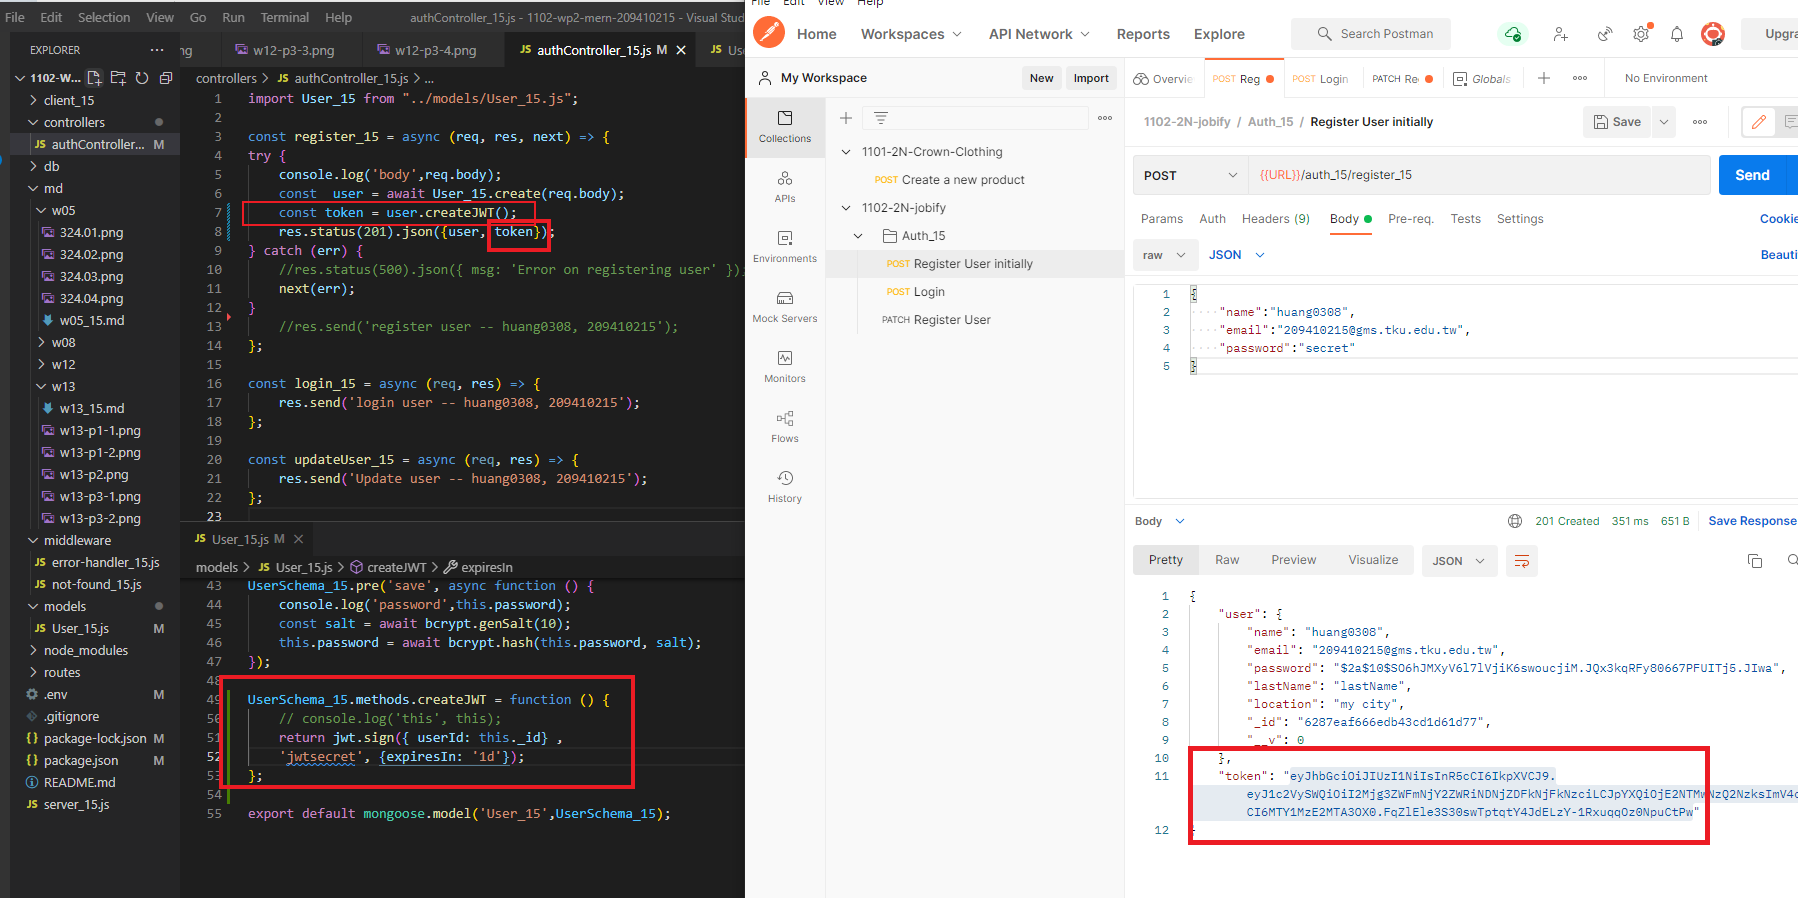 File Edit Selection View Go Run Terminal Help
authController_15.js - 1102-wp2-mern-209410215 - Visual Stud
EXPLORER
1102-W...
client_15
controllers
JS authController... M
db
md
w05
324.01.png
324.02.png
324.03.png
324.04.png
w05_15.md
w08
w12
w13
w13_15.md
w13-p1-1.png
w13-p1-2.png
w13-p2.png
w13-p3-1.png
w13-p3-2.png
middleware
JS error-handler_15.js
JS not-found_15.js
models
JS User_15.js M
node_modules
routes
.env M
.gitignore
{} package-lock.json M
{} package.json M
README.md
JS server_15.js
ng w12-p3-3.png w12-p3-4.png JS authController_15.js M JS Us
controllers > JS authController_15.js > ...
1 import User_15 from "../models/User_15.js";
2
3 const register_15 = async (req, res, next) => {
4 try {
5 console.log('body',req.body);
6 const user = await User_15.create(req.body);
7 const token = user.createJWT();
8 res.status(201).json({user, token});
9 } catch (err) {
10 //res.status(500).json({ msg: 'Error on registering user' });
11 next(err);
12 }
13 //res.send('register user -- huang0308, 209410215');
14 };
15
16 const login_15 = async (req, res) => {
17 res.send('login user -- huang0308, 209410215');
18 };
19
20 const updateUser_15 = async (req, res) => {
21 res.send('Update user -- huang0308, 209410215');
22 };
23
JS User_15.js M
models > JS User_15.js > createJWT > expiresIn
43 UserSchema_15.pre('save', async function () {
44 console.log('password',this.password);
45 const salt = await bcrypt.genSalt(10);
46 this.password = await bcrypt.hash(this.password, salt);
47 });
48
49 UserSchema_15.methods.createJWT = function () {
50 // console.log('this', this);
51 return jwt.sign({ userId: this._id} ,
52 'jwtsecret', {expiresIn: '1d'});
53 };
54
55 export default mongoose.model('User_15',UserSchema_15);
File Edit View Help
Home Workspaces API Network Reports Explore
Search Postman
Upgra
My Workspace
New Import
Collections
APIs
Environments
Mock Servers
Monitors
Flows
History
1101-2N-Crown-Clothing
POST Create a new product
1102-2N-jobify
Auth_15
POST Register User initially
POST Login
PATCH Register User
Overvie POST Reg POST Login PATCH Re Globals
No Environment
1102-2N-jobify / Auth_15 / Register User initially
Save
POST {{URL}}/auth_15/register_15
Send
Params Auth Headers (9) Body Pre-req. Tests Settings
Cookie
raw JSON
Beauti
1 {
2 "name":"huang0308",
3 "email":"209410215@gms.tku.edu.tw",
4 "password":"secret"
5 }
Body
201 Created 351 ms 651 B Save Response
Pretty Raw Preview Visualize JSON
1 {
2 "user": {
3 "name": "huang0308",
4 "email": "209410215@gms.tku.edu.tw",
5 "password": "$2a$10$SO6hJMXyV6l7lVjiK6swoucjiM.JQx3kqRFy80667PFUITj5.JIwa",
6 "lastName": "lastName",
7 "location": "my city",
8 "_id": "6287eaf666edb43cd1d61d77",
9 "__v": 0
10 },
11 "token": "eyJhbGciOiJIUzI1NiIsInR5cCI6IkpXVCJ9.
eyJ1c2VySWQiOiI2Mjg3ZWFmNjY2ZWRiNDNjZDFkNjFkNzciLCJpYXQiOjE2NTMwNzQ2NzksImV4c
CI6MTY1MzE2MTA3OX0.FqZlEle3S30swTptqtY4JdELzY-1RxuqqOz0NpuCtPw"
12